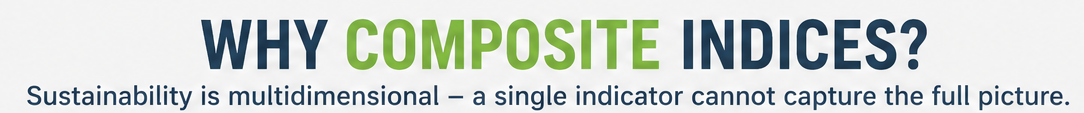 WHY COMPOSITE INDICES?
Sustainability is multidimensional – a single indicator cannot capture the full picture.